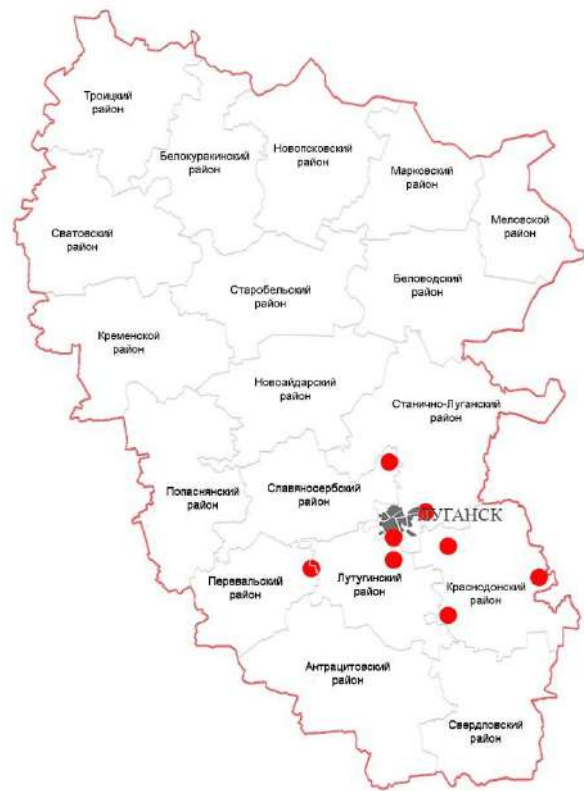 Троицкий
район
Белокуракинский
район
Новопсковский
район
Марковский
район
Меловской
район
Сватовский
район
Старобельский
район
Беловодский
район
Кременской
район
Новоайдарский
район
Станично-Луганский
район
Попаснянский
район
Славяносербский
район
ЛУГАНСК
Перевальский
район
Лутугинский
район
Краснодонский
район
Антрацитовский
район
Свердловский
район